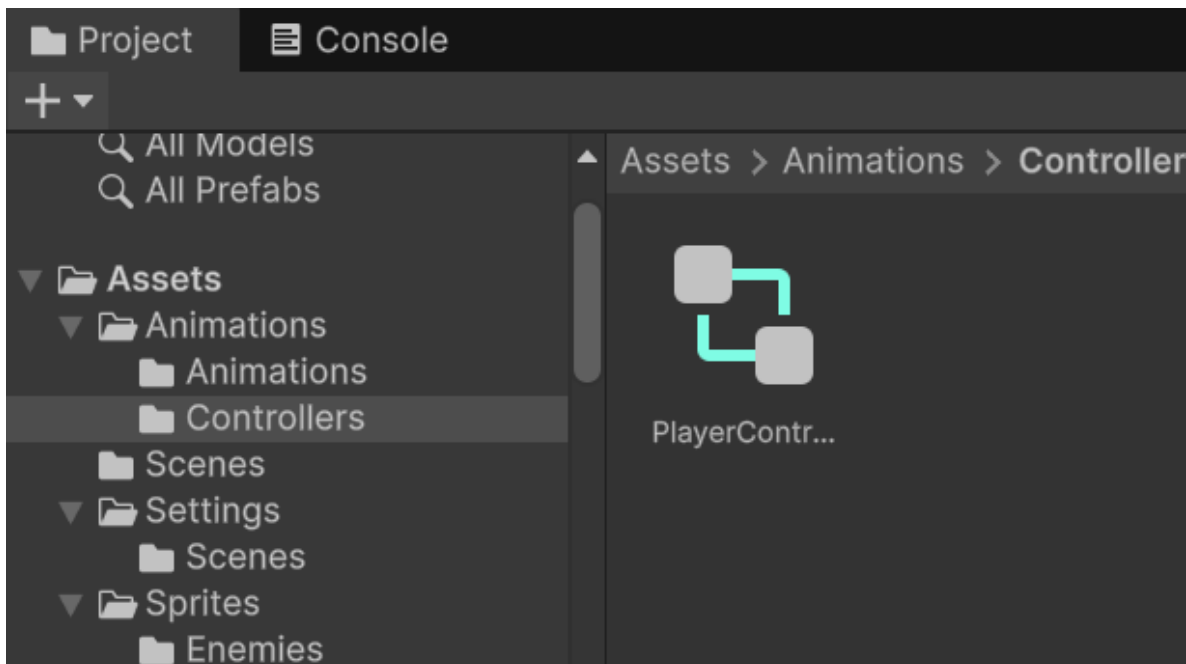 Project
Console
All Models
All Prefabs
Assets
Animations
Animations
Controllers
Scenes
Settings
Scenes
Sprites
Enemies
Assets > Animations > Controller
PlayerContr...